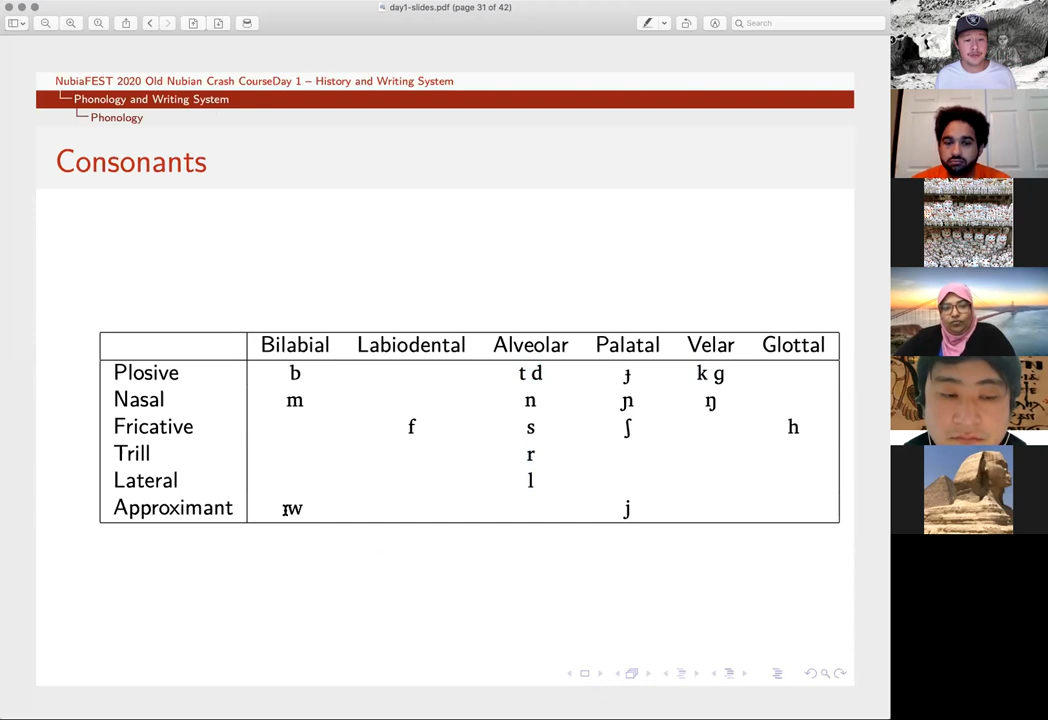 day1-slides.pdf (page 31 of 42)
Search
NubiaFEST 2020 Old Nubian Crash CourseDay 1 – History and Writing System
Phonology and Writing System
Phonology
Consonants
Bilabial Labiodental Alveolar Palatal Velar Glottal
Plosive b t d ɟ k ɡ
Nasal m n ɲ ŋ
Fricative f s ʃ h
Trill r
Lateral l
Approximant w j